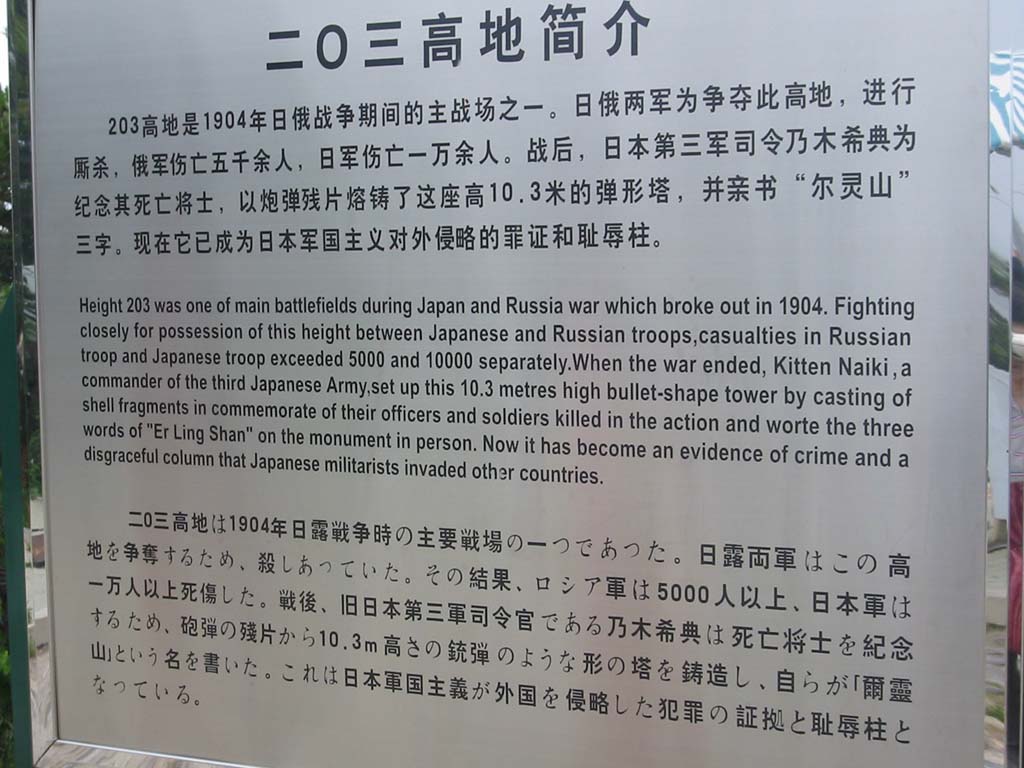 二〇三高地简介
203高地是1904年日俄战争期间的主战场之一。日俄两军为争夺此高地，进行
厮杀，俄军伤亡五千余人，日军伤亡一万余人。战后，日本第三军司令乃木希典为
纪念其死亡将士，以炮弹残片熔铸了这座高10.3米的弹形塔，并亲书“尔灵山”
三字。现在它已成为日本军国主义对外侵略的罪证和耻辱柱。
Height 203 was one of main battlefields during Japan and Russia war which broke out in 1904. Fighting
closely for possession of this height between Japanese and Russian troops,casualties in Russian
troop and Japanese troop exceeded 5000 and 10000 separately.When the war ended, Kitten Naiki,a
commander of the third Japanese Army,set up this 10.3 metres high bullet-shape tower by casting of
shell fragments in commemorate of their officers and soldiers killed in the action and worte the three
words of "Er Ling Shan" on the monument in person. Now it has become an evidence of crime and a
disgraceful column that Japanese militarists invaded other countries.
二〇三高地は1904年日露戦争時の主要戦場の一つであつた。日露両軍はこの高
地を争奪するため、殺しあっていた。その結果、ロシア軍は5000人以上、日本軍は
一万人以上死傷した。戦後、旧日本第三軍司令官である乃木希典は死亡将士を紀念
するため、砲弾の残片から10.3m高さの銃弾のような形の塔を鋳造し、自らが「爾靈
山」という名を書いた。これは日本軍国主義が外国を侵略した犯罪の証拠と耻辱柱と
なっている。